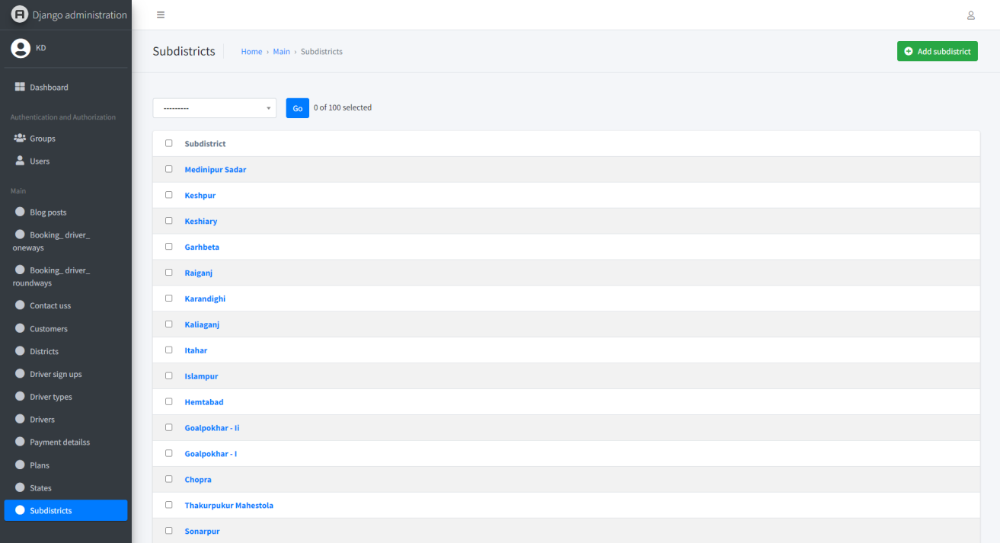 Django administration
KD
Dashboard
Authentication and Authorization
Groups
Users
Main
Blog posts
Booking_ driver_
oneways
Booking_ driver_
roundways
Contact uss
Customers
Districts
Driver sign ups
Driver types
Drivers
Payment detailss
Plans
States
Subdistricts
Subdistricts
Home › Main › Subdistricts
Add subdistrict
---------
Go
0 of 100 selected
Subdistrict
Medinipur Sadar
Keshpur
Keshiary
Garhbeta
Raiganj
Karandighi
Kaliaganj
Itahar
Islampur
Hemtabad
Goalpokhar - Ii
Goalpokhar - I
Chopra
Thakurpukur Mahestola
Sonarpur